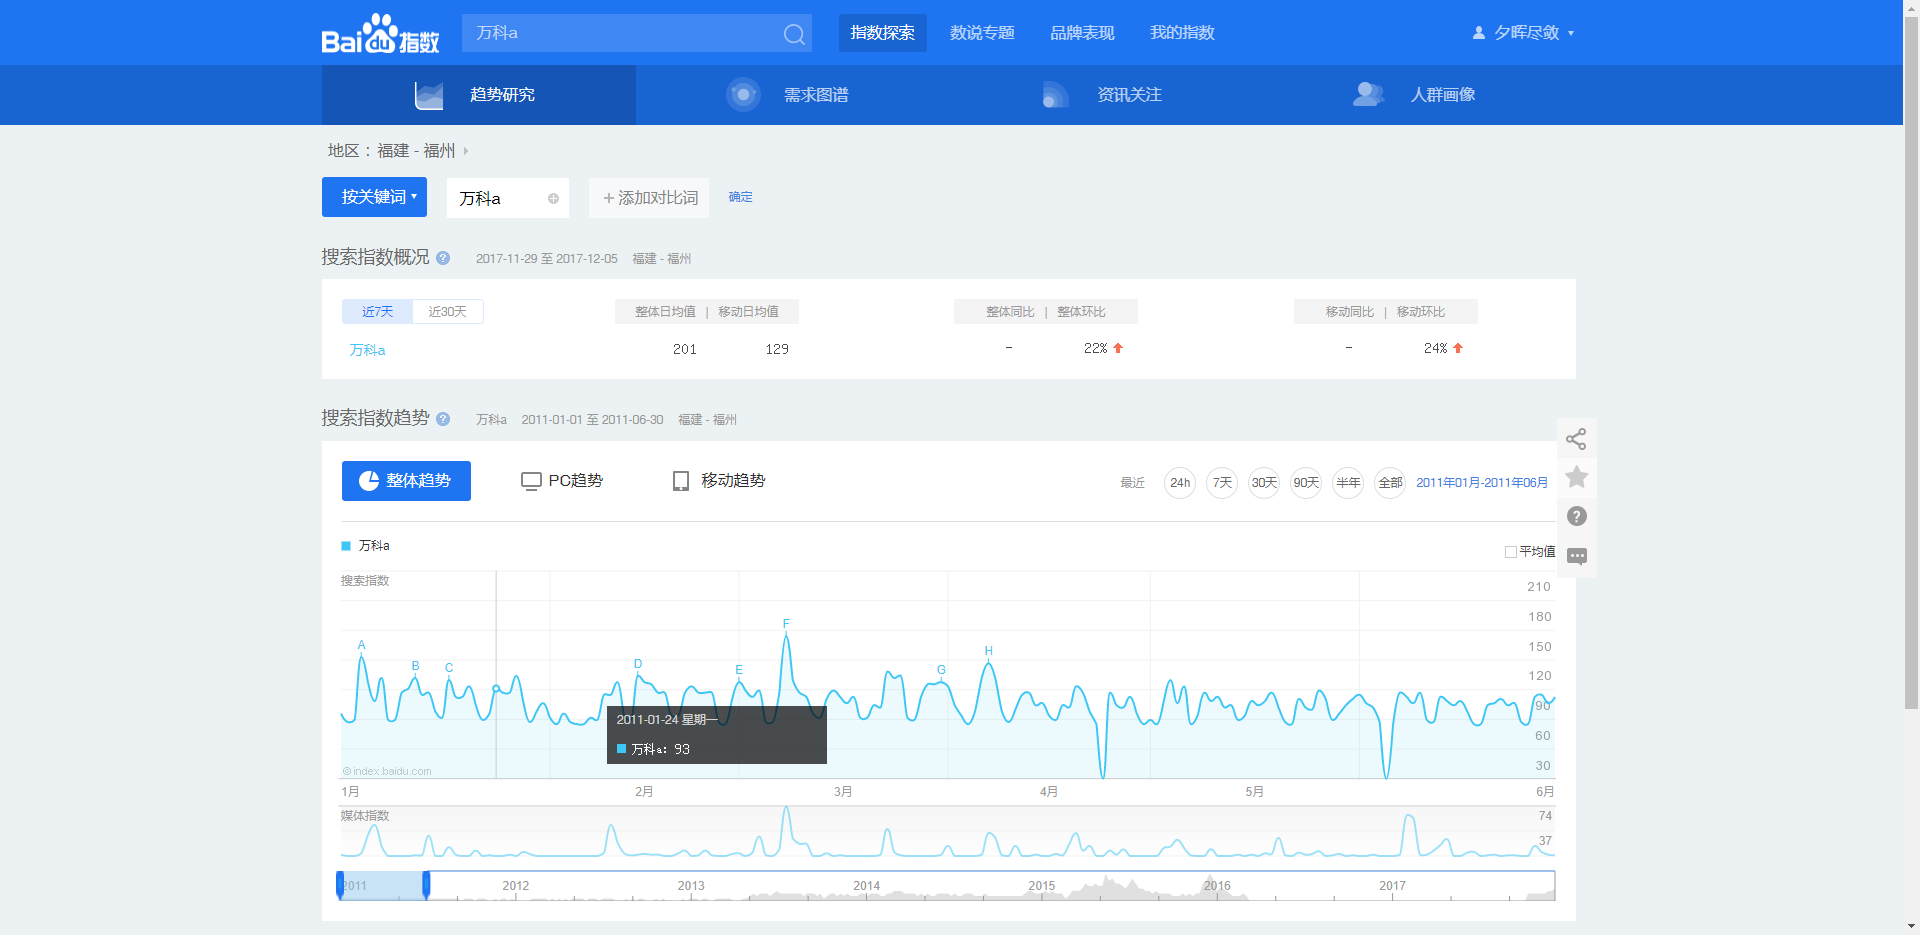 Baidu指数
万科a
指数探索 数说专题 品牌表现 我的指数
夕晖尽敛
趋势研究 需求图谱 资讯关注 人群画像
地区： 福建 - 福州
按关键词 万科a + 添加对比词 确定
搜索指数概况 ? 2017-11-29 至 2017-12-05 福建 - 福州
近7天 近30天 整体日均值 | 移动日均值 整体同比 | 整体环比 移动同比 | 移动环比
万科a 201 129 - 22% - 24%
搜索指数趋势 ? 万科a 2011-01-01 至 2011-06-30 福建 - 福州
整体趋势 PC趋势 移动趋势 最近 24h 7天 30天 90天 半年 全部 2011年01月-2011年06月
?
万科a
平均值
搜索指数
210
180
150
120
90
60
30
A B C D E F G H
2011-01-24 星期一
万科a: 93
© index.baidu.com
1月 2月 3月 4月 5月 6月
媒体指数
74
37
2011 2012 2013 2014 2015 2016 2017